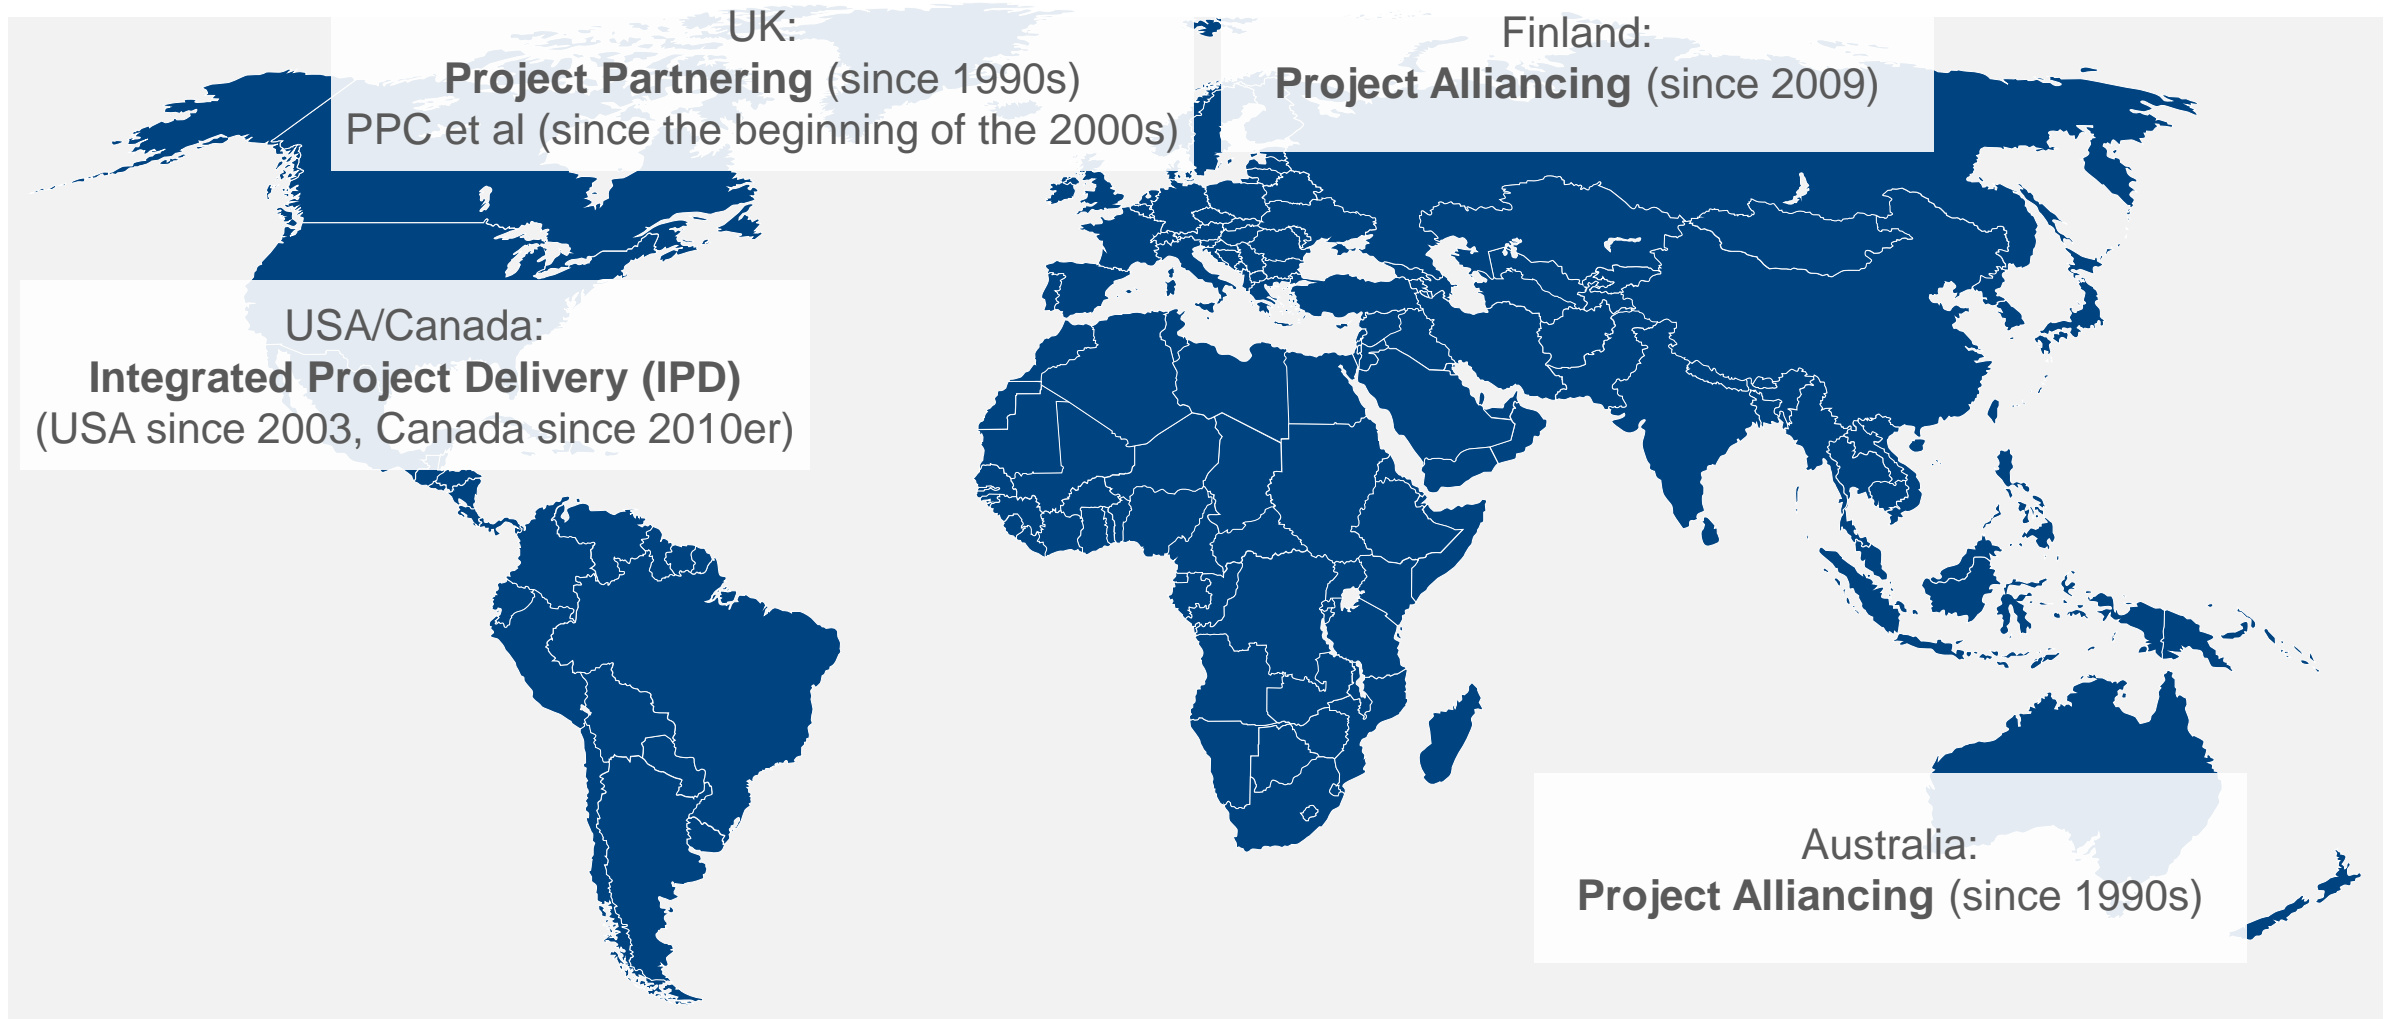 UK:
Project Partnering (since 1990s)
PPC et al (since the beginning of the 2000s)
Finland:
Project Alliancing (since 2009)
USA/Canada:
Integrated Project Delivery (IPD)
(USA since 2003, Canada since 2010er)
Australia:
Project Alliancing (since 1990s)